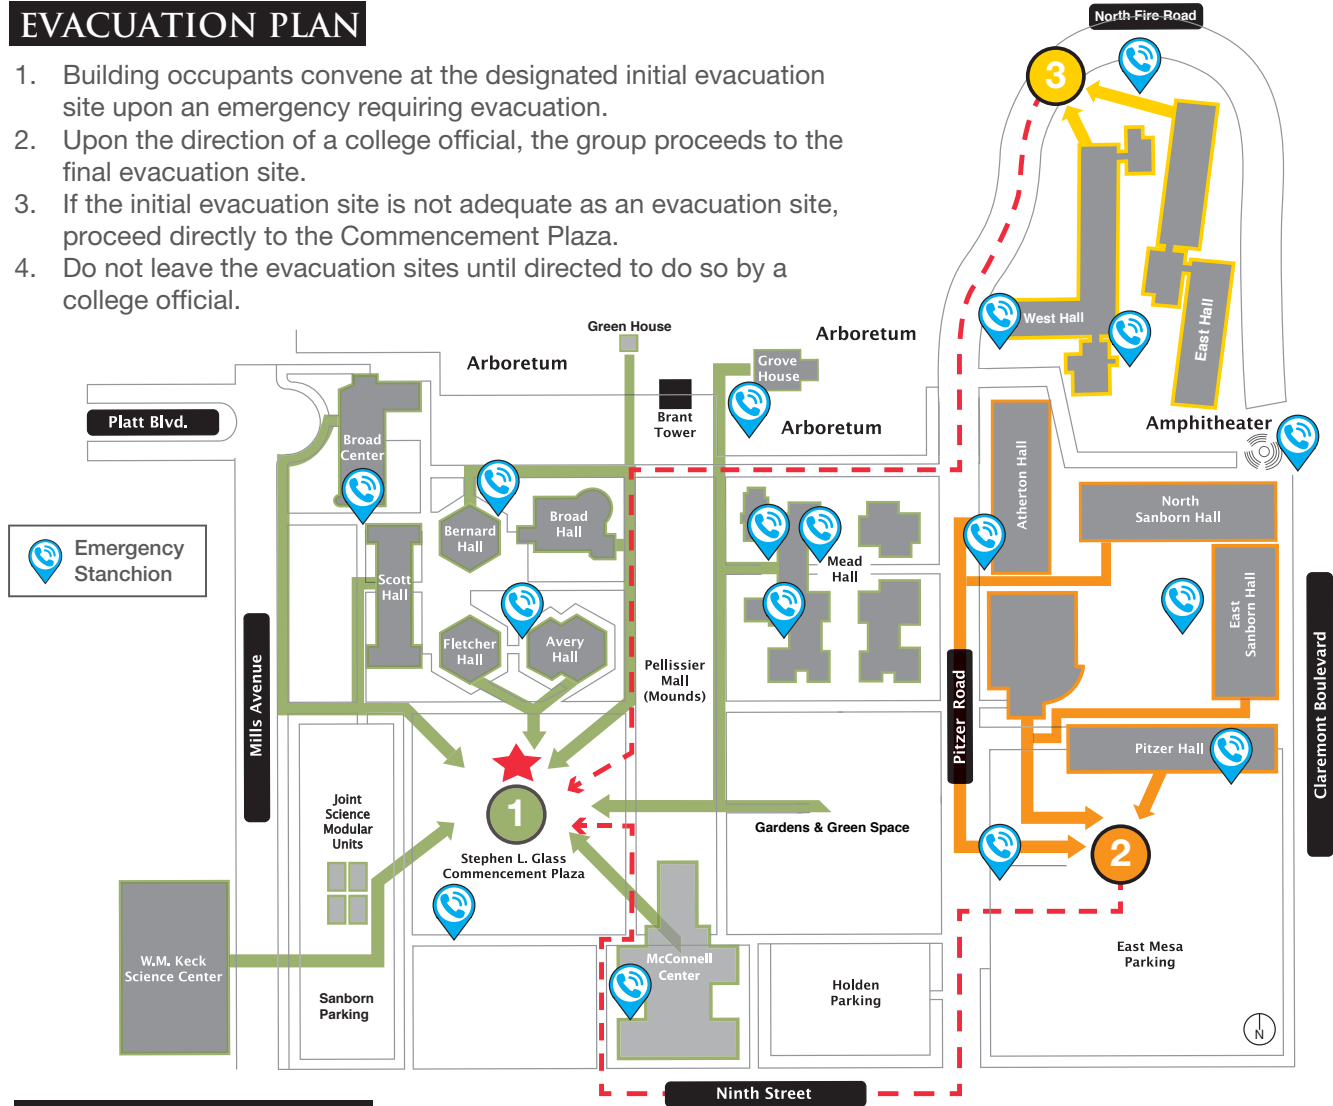 EVACUATION PLAN
1. Building occupants convene at the designated initial evacuation
site upon an emergency requiring evacuation.
2. Upon the direction of a college official, the group proceeds to the
final evacuation site.
3. If the initial evacuation site is not adequate as an evacuation site,
proceed directly to the Commencement Plaza.
4. Do not leave the evacuation sites until directed to do so by a
college official.
North Fire Road
3
West Hall
East Hall
Green House
Arboretum
Arboretum
Grove
House
Brant
Tower
Arboretum
Amphitheater
Platt Blvd.
Broad
Center
Atherton Hall
North
Sanborn Hall
Emergency
Stanchion
Bernard
Hall
Broad
Hall
Mead
Hall
Scott
Hall
East
Sanborn Hall
Fletcher
Hall
Avery
Hall
Pellissier
Mall
(Mounds)
Mills Avenue
Pitzer Road
Claremont Boulevard
Pitzer Hall
Joint
Science
Modular
Units
1
Stephen L. Glass
Commencement Plaza
Gardens & Green Space
2
W.M. Keck
Science Center
McConnell
Center
East Mesa
Parking
Sanborn
Parking
Holden
Parking
N
Ninth Street